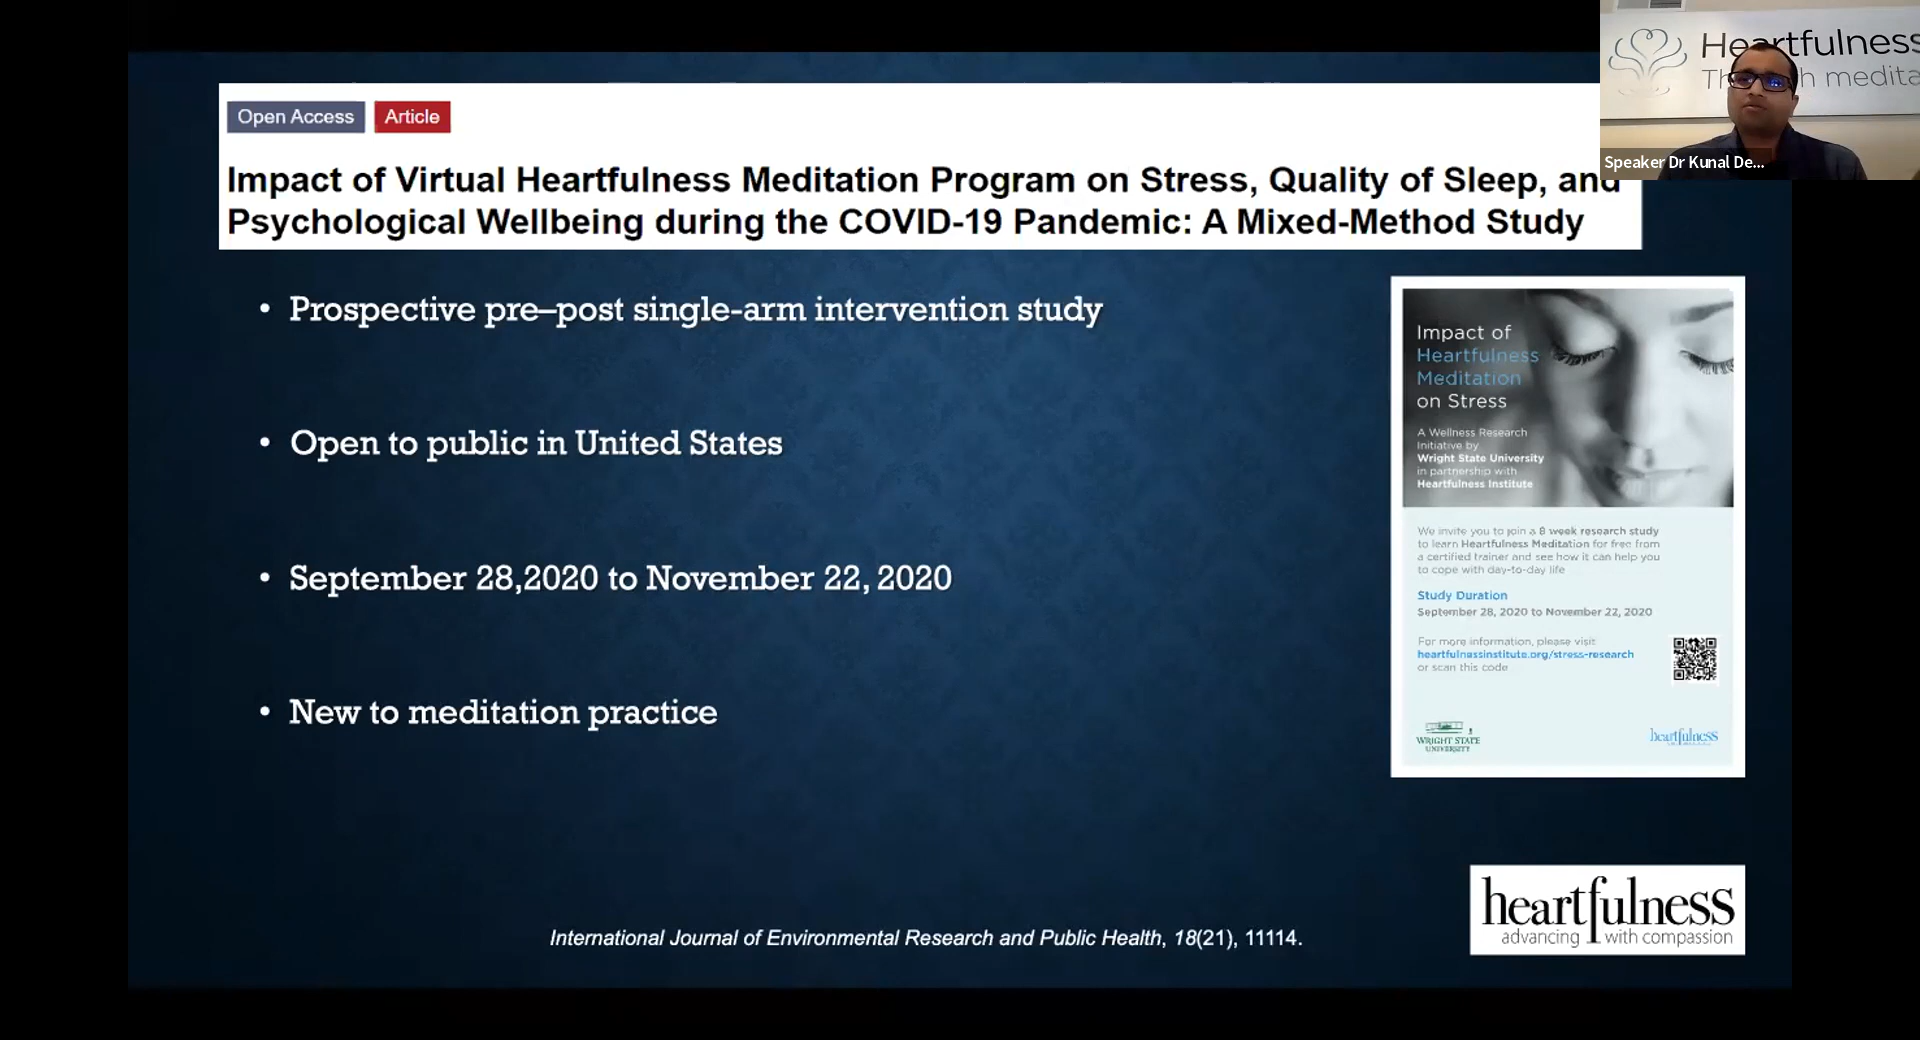 Open Access Article
Impact of Virtual Heartfulness Meditation Program on Stress, Quality of Sleep, and
Psychological Wellbeing during the COVID-19 Pandemic: A Mixed-Method Study
Heartfulness
medita
Speaker Dr Kunal De...
• Prospective pre–post single-arm intervention study
• Open to public in United States
• September 28,2020 to November 22, 2020
• New to meditation practice
Impact of
Heartfulness
Meditation
on Stress
A Wellness Research
Initiative by
Wright State University
in partnership with
Heartfulness Institute
We invite you to join a 8 week research study
to learn Heartfulness Meditation for free from
a certified trainer and see how it can help you
to cope with day-to-day life
Study Duration
September 28, 2020 to November 22, 2020
For more information, please visit
heartfulnessinstitute.org/stress-research
or scan this code
WRIGHT STATE
UNIVERSITY
heartfulness
International Journal of Environmental Research and Public Health, 18(21), 11114.
heartfulness
advancing with compassion